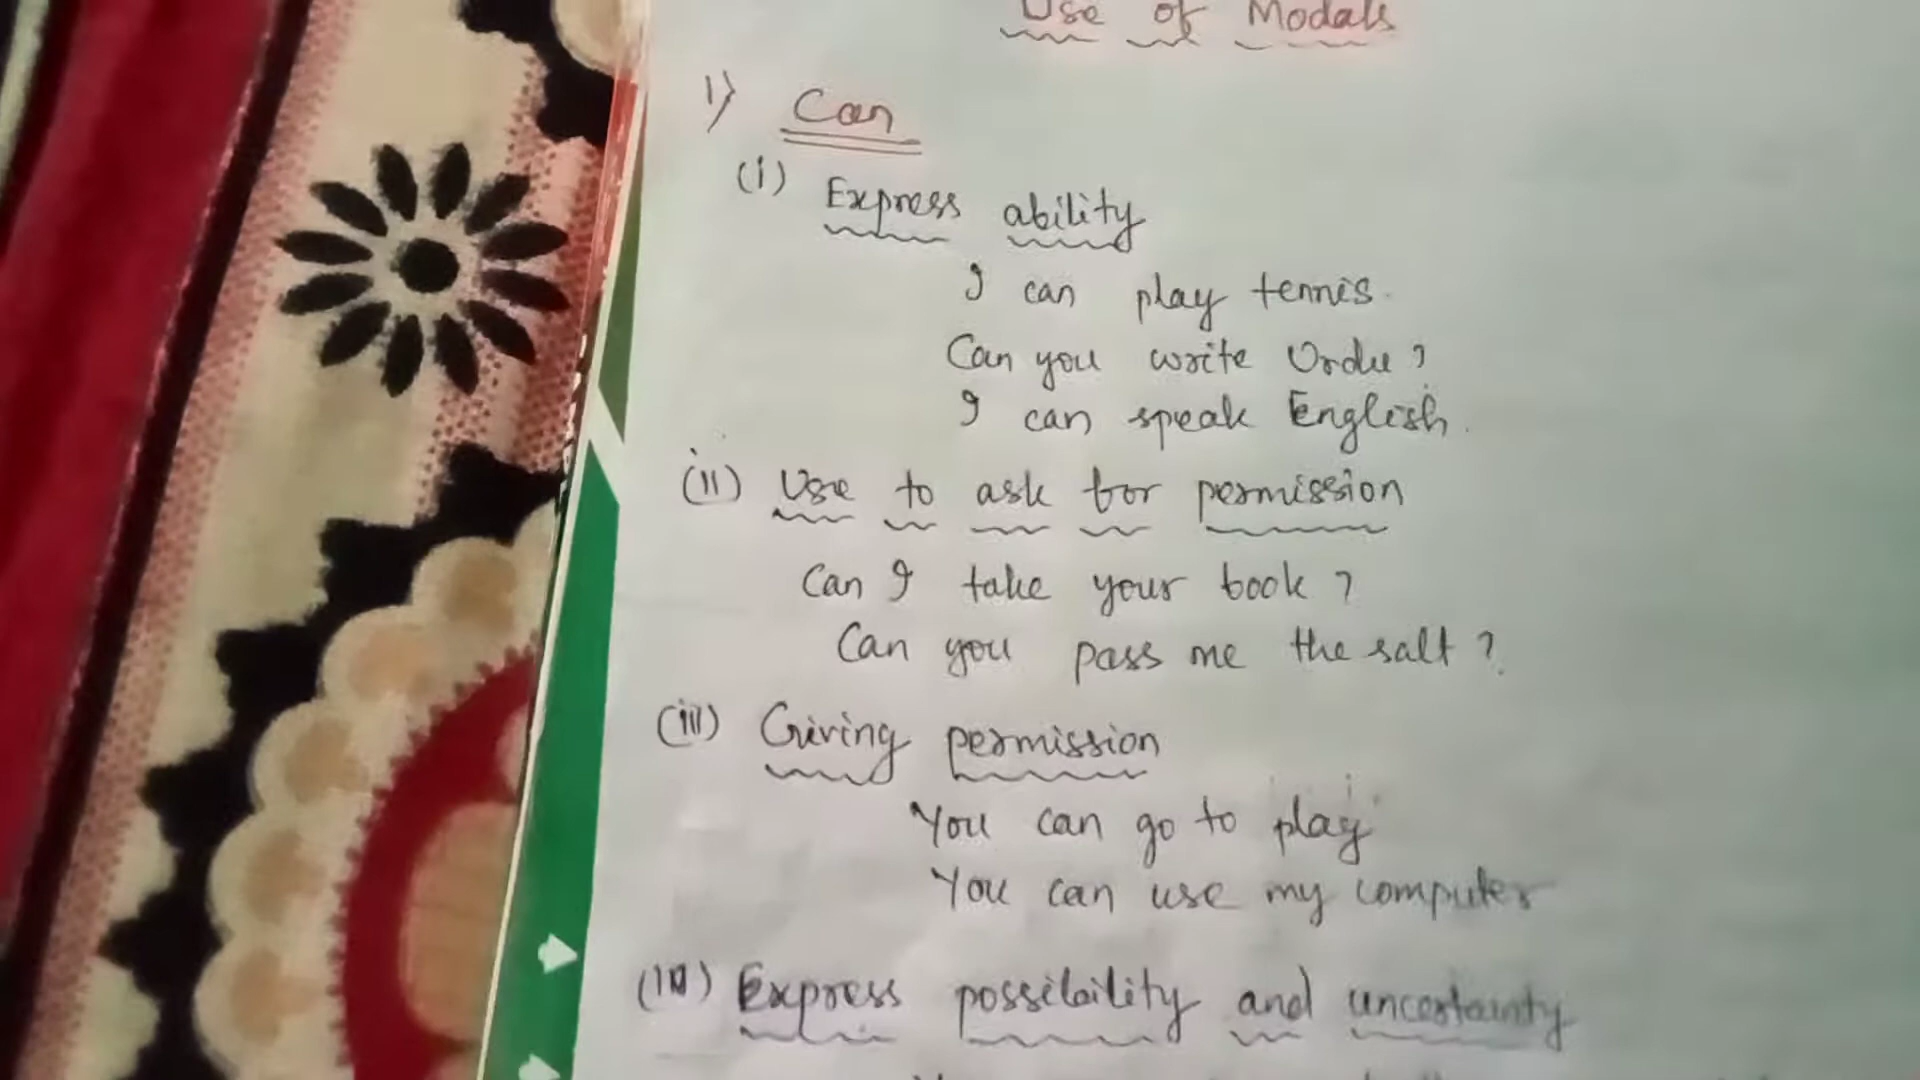 Use of Modals
1) Can
(i) Express ability
I can play tennis.
Can you write Urdu?
I can speak English.
(ii) Use to ask for permission
Can I take your book?
Can you pass me the salt?
(iii) Giving permission
You can go to play
You can use my computer
(iv) Express possibility and uncertainty